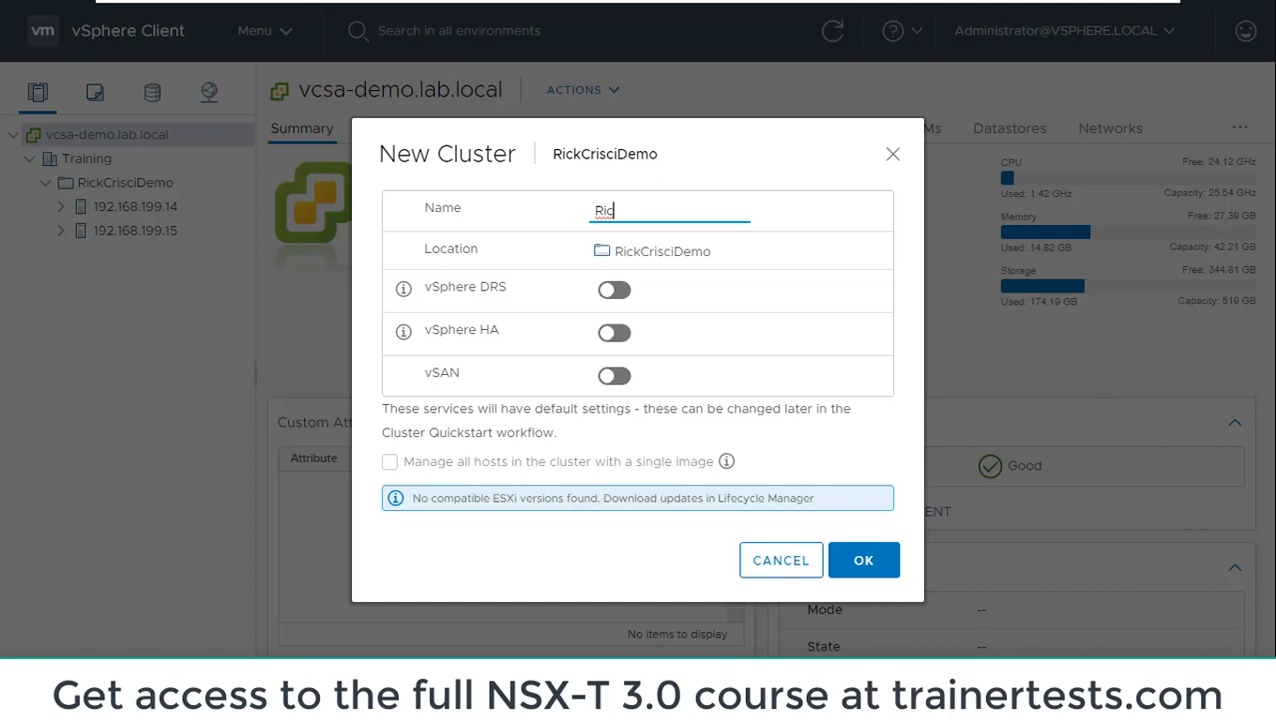 vm vSphere Client Menu Search in all environments Administrator@VSPHERE.LOCAL
vcsa-demo.lab.local ACTIONS
vcsa-demo.lab.local
Training
RickCrisciDemo
192.168.199.14
192.168.199.15
Summary Ms Datastores Networks ...
CPU Free: 24.12 GHz
Used: 1.42 GHz Capacity: 25.54 GHz
Memory Free: 27.39 GB
Used: 14.82 GB Capacity: 42.21 GB
Storage Free: 344.81 GB
Used: 174.19 GB Capacity: 519 GB
New Cluster RickCrisciDemo
Name Ric
Location RickCrisciDemo
vSphere DRS
vSphere HA
vSAN
These services will have default settings - these can be changed later in the
Cluster Quickstart workflow.
Manage all hosts in the cluster with a single image
No compatible ESXi versions found. Download updates in Lifecycle Manager
CANCEL OK
Custom Att
Attribute
No items to display
Good
ENT
Mode --
State --
Get access to the full NSX-T 3.0 course at trainertests.com